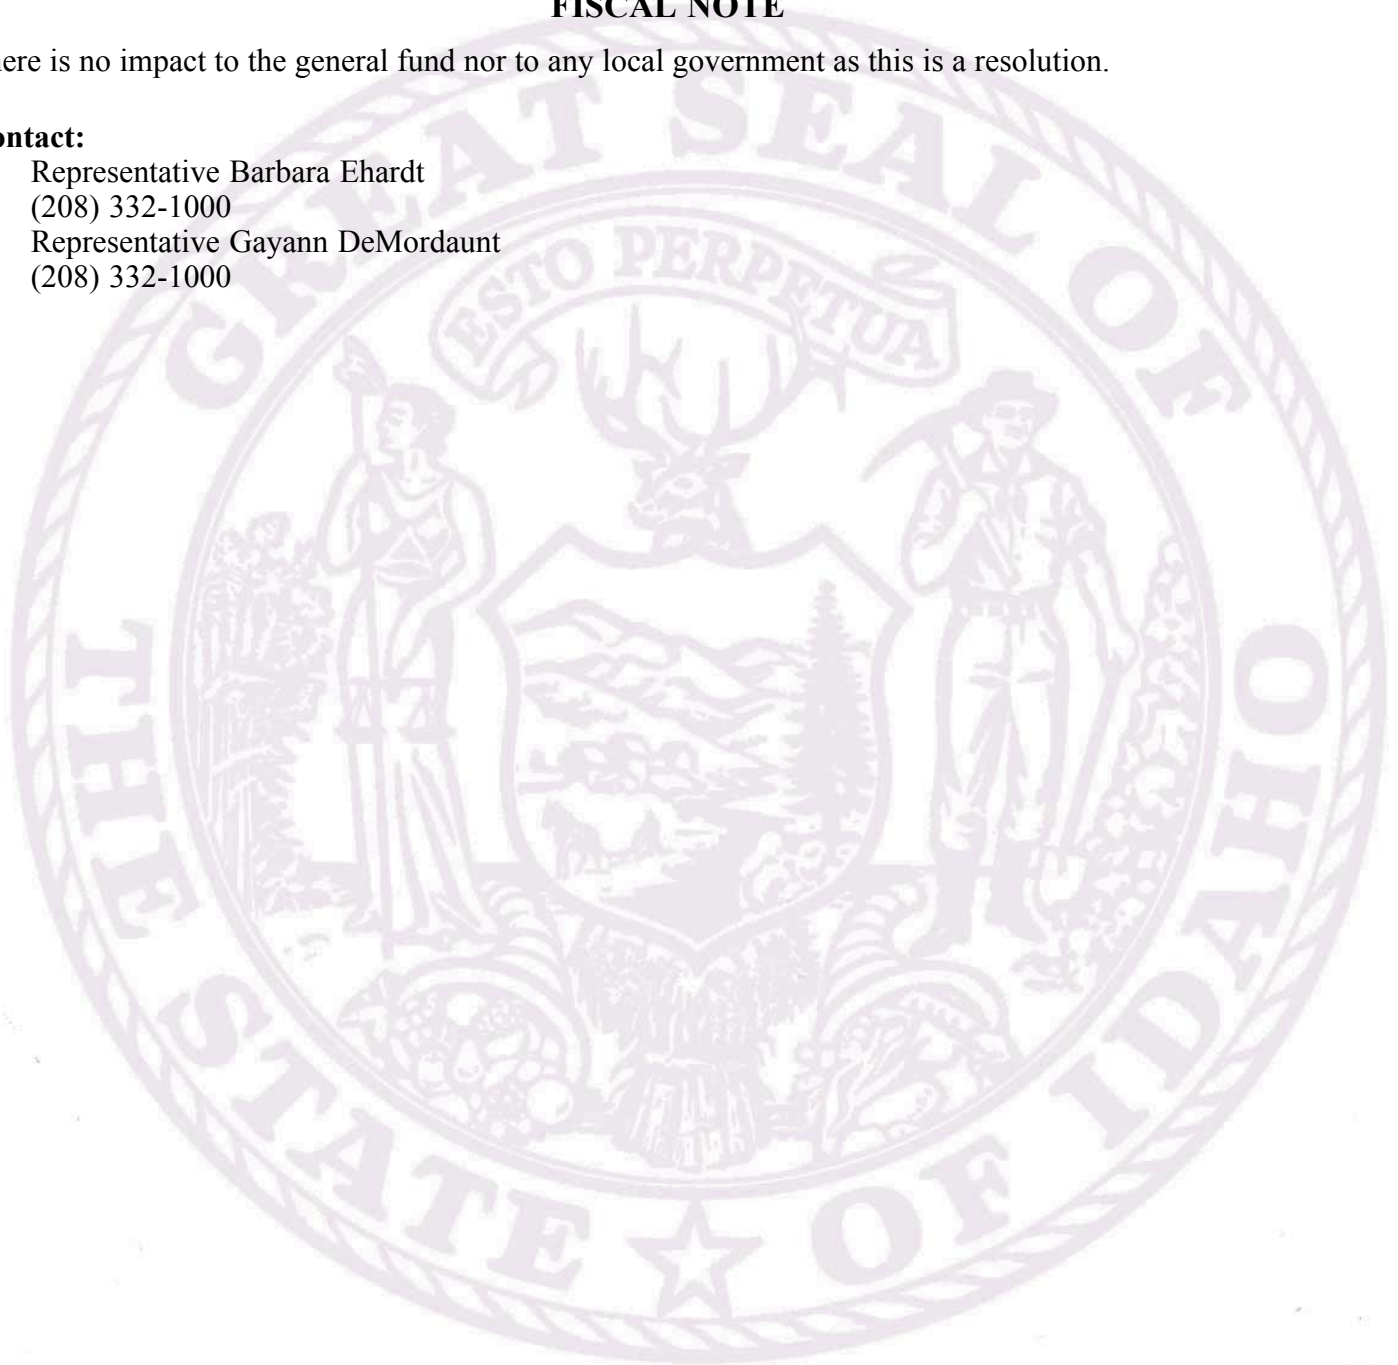 FISCAL NOTE
here is no impact to the general fund nor to any local government as this is a resolution.
ontact:
Representative Barbara Ehardt
(208) 332-1000
Representative Gayann DeMordaunt
(208) 332-1000
GREAT SEAL OF
ESTO PERPETUA
THE STATE OF IDAHO